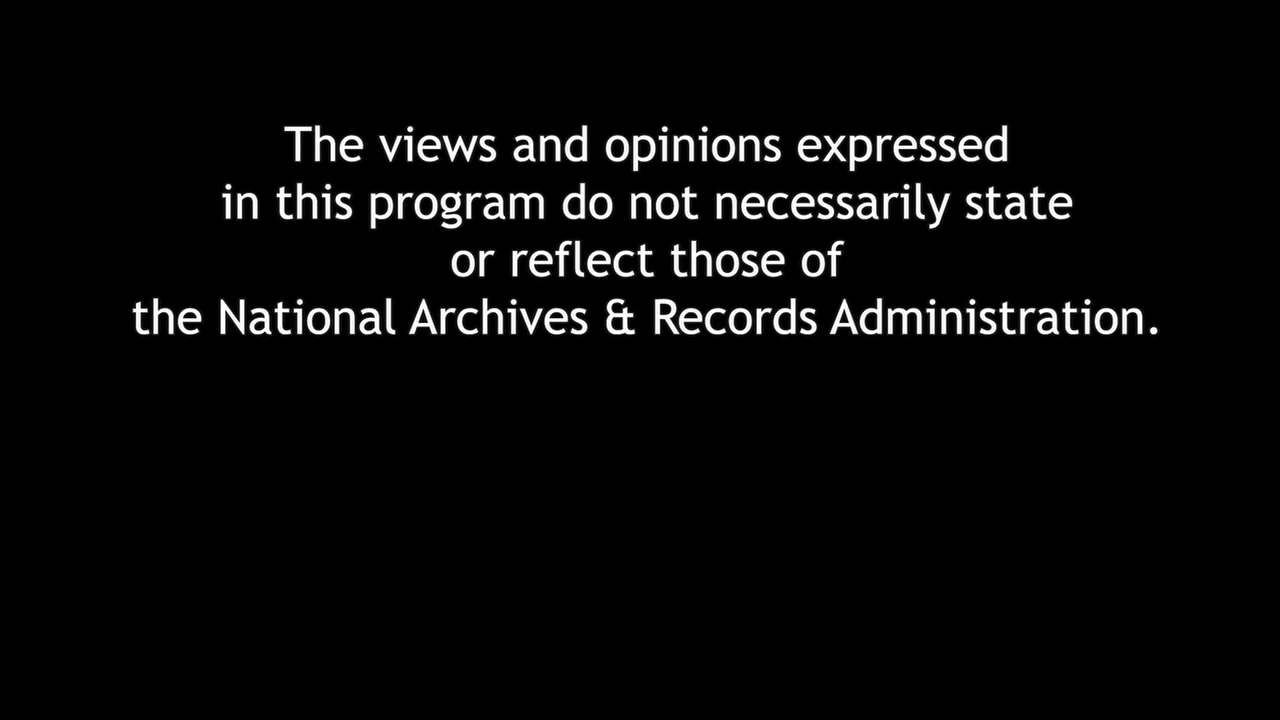 The views and opinions expressed
in this program do not necessarily state
or reflect those of
the National Archives & Records Administration.